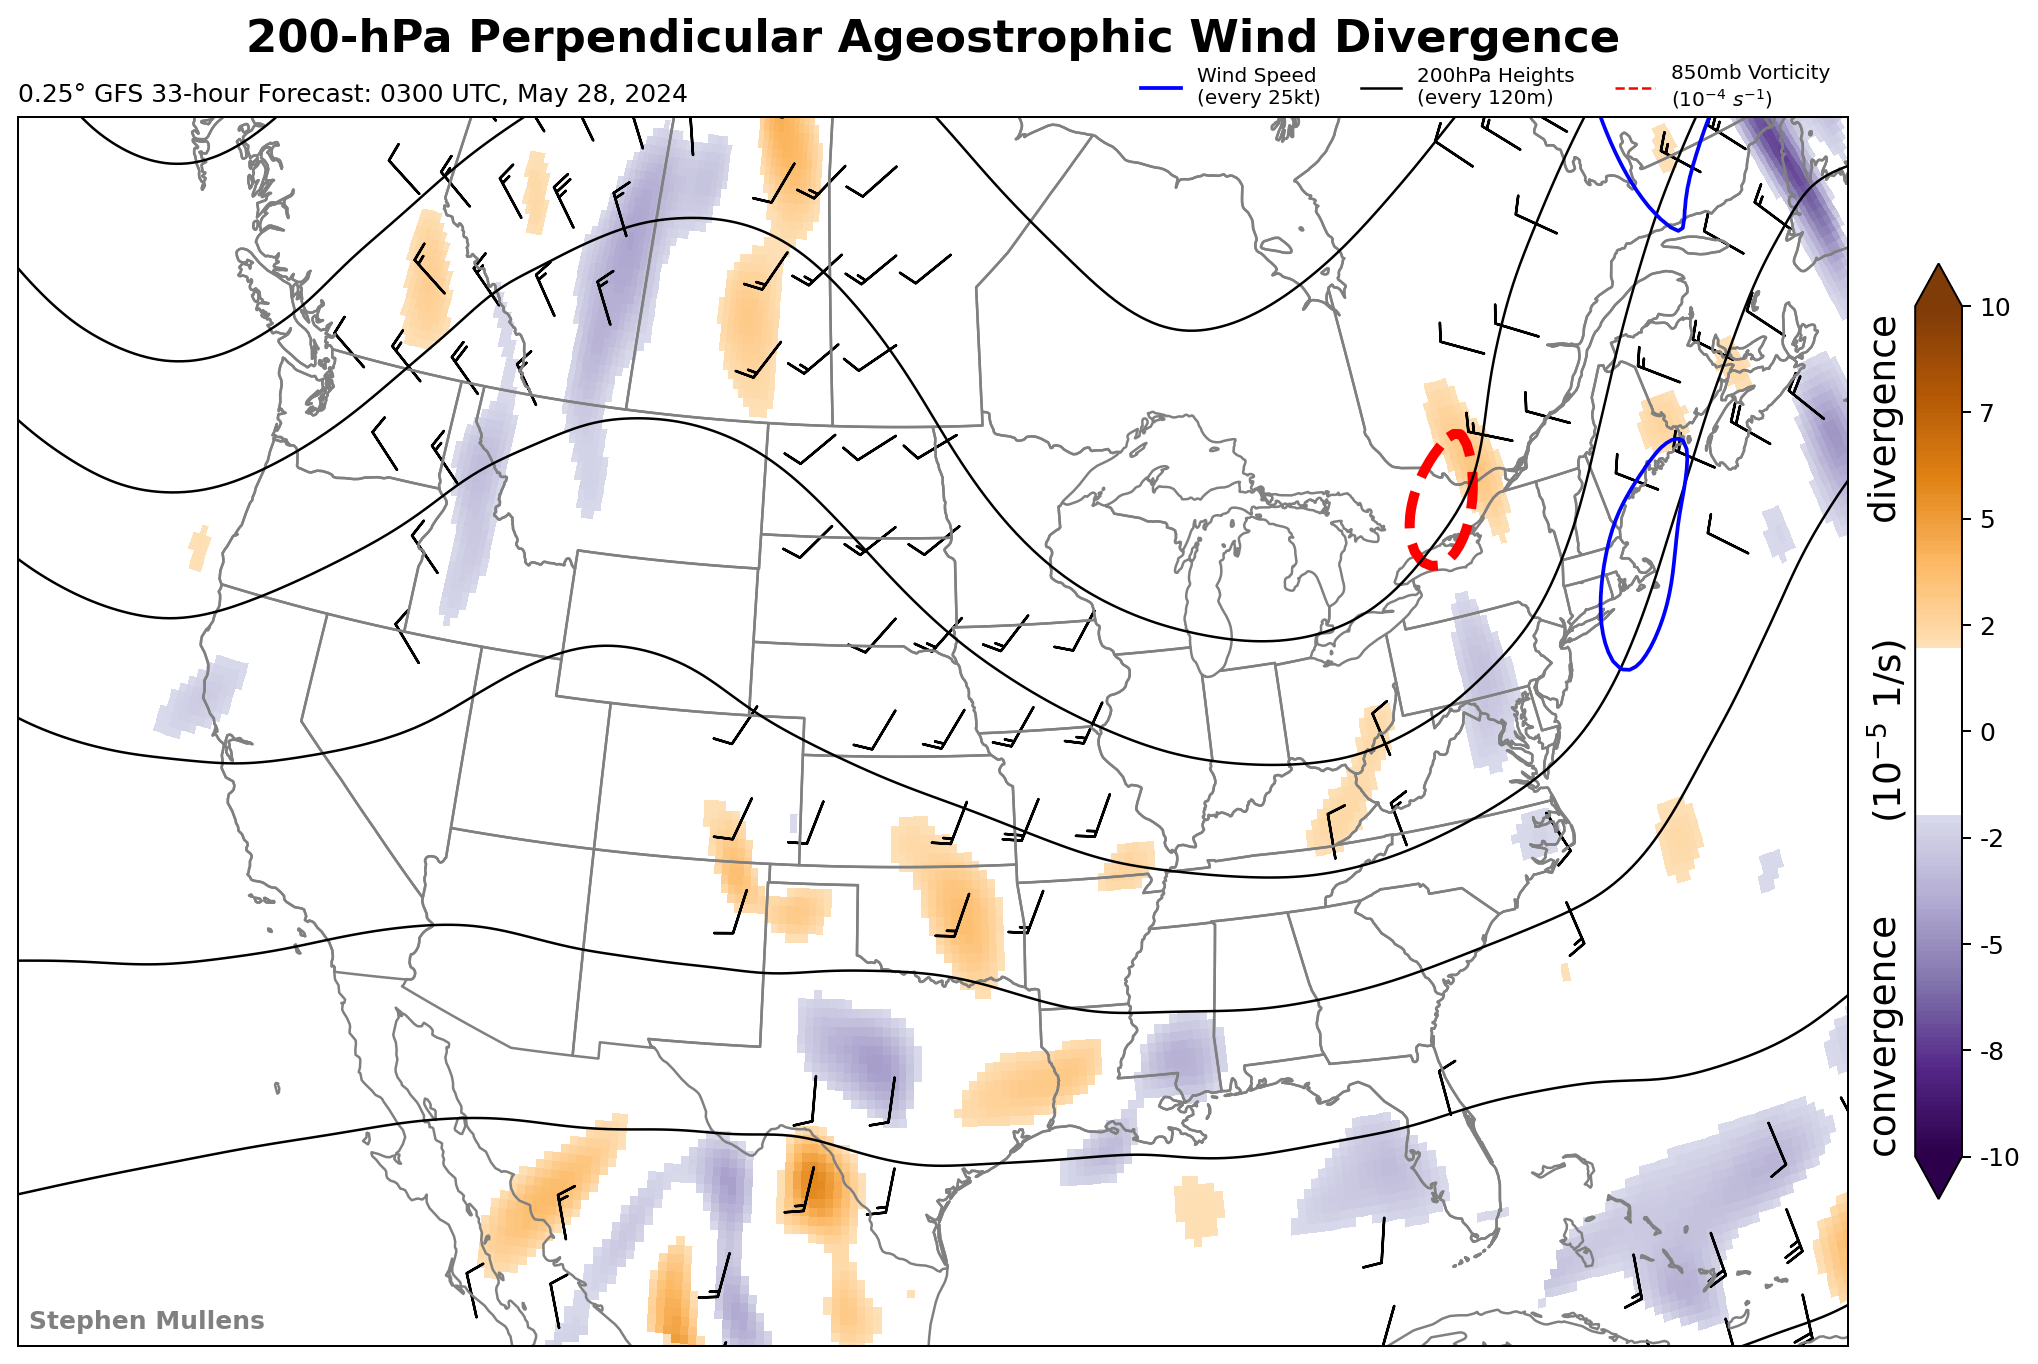 200-hPa Perpendicular Ageostrophic Wind Divergence
0.25° GFS 33-hour Forecast: 0300 UTC, May 28, 2024
Wind Speed
(every 25kt)
200hPa Heights
(every 120m)
850mb Vorticity
(10⁻⁴ s⁻¹)
10
7
5
2
0
-2
-5
-8
-10
convergence (10⁻⁵ 1/s) divergence
Stephen Mullens